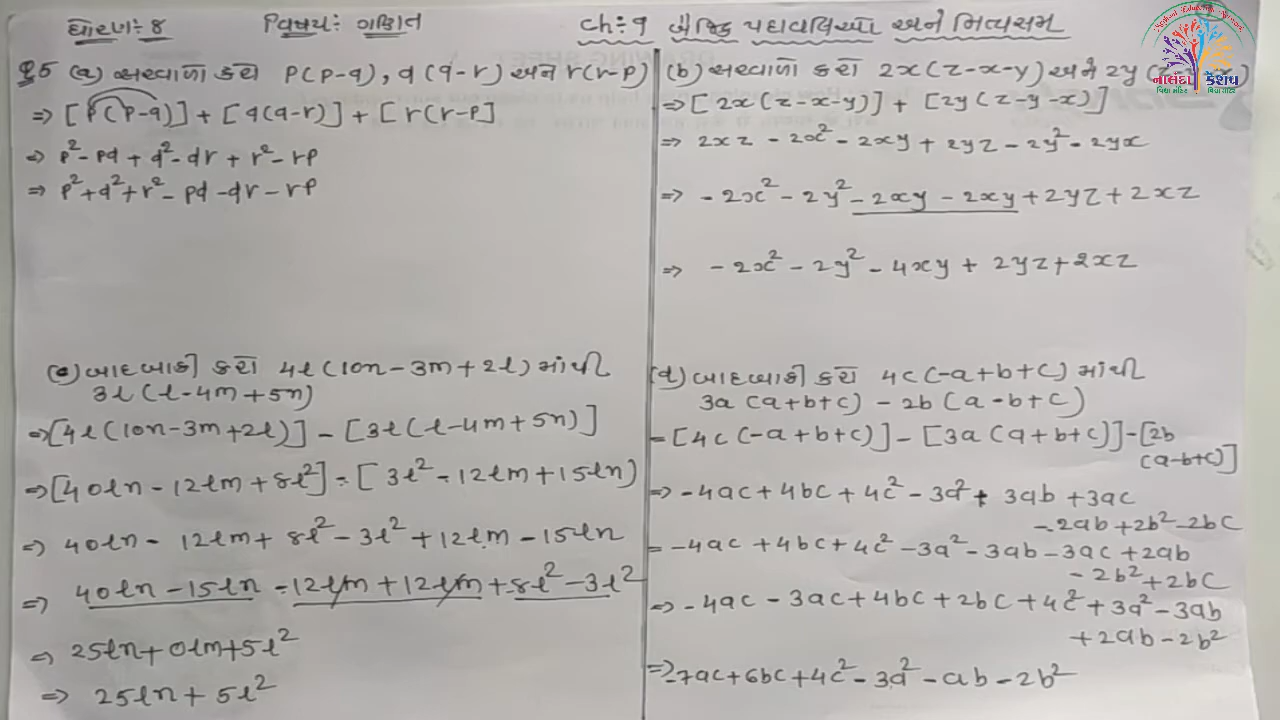 ધોરણ: ૪ વિષય: ગણિત Ch: 9 બૈજિક પદાવલિઓ અને નિત્યસમ
(a) સરવાળા કરો P(P-q), q(q-r) અને r(r-P)
⇒ [P(P-q)] + [q(q-r)] + [r(r-P]
⇒ P² - Pq + q² - qr + r² - rP
⇒ P² + q² + r² - Pq - qr - rP
(b) સરવાળા કરો 2x(z-x-y) અને 2y
⇒ [2x(z-x-y)] + [2y(z-y-x)]
⇒ 2xz - 2x² - 2xy + 2yz - 2y² - 2yx
⇒ - 2x² - 2y² - 2xy - 2xy + 2yz + 2xz
⇒ - 2x² - 2y² - 4xy + 2yz + 2xz
(c) બાદબાકી કરો 4l(10n-3m+2l) માંથી
3l(l-4m+5n)
⇒ [4l(10n-3m+2l)] - [3l(l-4m+5n)]
⇒ [40ln - 12lm + 8l²] - [3l² - 12lm + 15ln)
⇒ 40ln - 12lm + 8l² - 3l² + 12lm - 15ln
⇒ 40ln - 15ln - 12lm + 12lm + 8l² - 3l²
⇒ 25ln + 0lm + 5l²
⇒ 25ln + 5l²
(d) બાદબાકી કરો 4c(-a+b+c) માંથી
3a(a+b+c) - 2b(a-b+c)
= [4c(-a+b+c)] - [3a(a+b+c)] - [2b
(a-b+c)]
⇒ -4ac + 4bc + 4c² - 3a² + 3ab + 3ac
- 2ab + 2b² - 2bc
= -4ac + 4bc + 4c² - 3a² - 3ab - 3ac + 2ab
- 2b² + 2bc
⇒ -4ac - 3ac + 4bc + 2bc + 4c² + 3a² - 3ab
+ 2ab - 2b²
⇒ -7ac + 6bc + 4c² - 3a² - ab - 2b²
નાલંદા કેશવ
વિદ્યા મંદિર વિદ્યા મંદિર